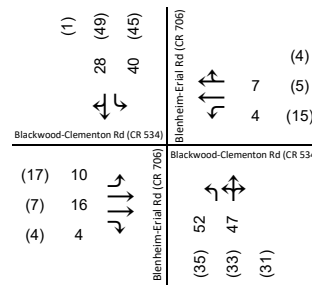 (1) (49) (45)
28 40
Blackwood-Clementon Rd (CR 534)
Blenheim-Erial Rd (CR 706)
(4)
7 (5)
4 (15)
(17) 10
(7) 16
(4) 4
Blenheim-Erial Rd (CR 706)
Blackwood-Clementon Rd (CR 534
52 47
(35) (33) (31)